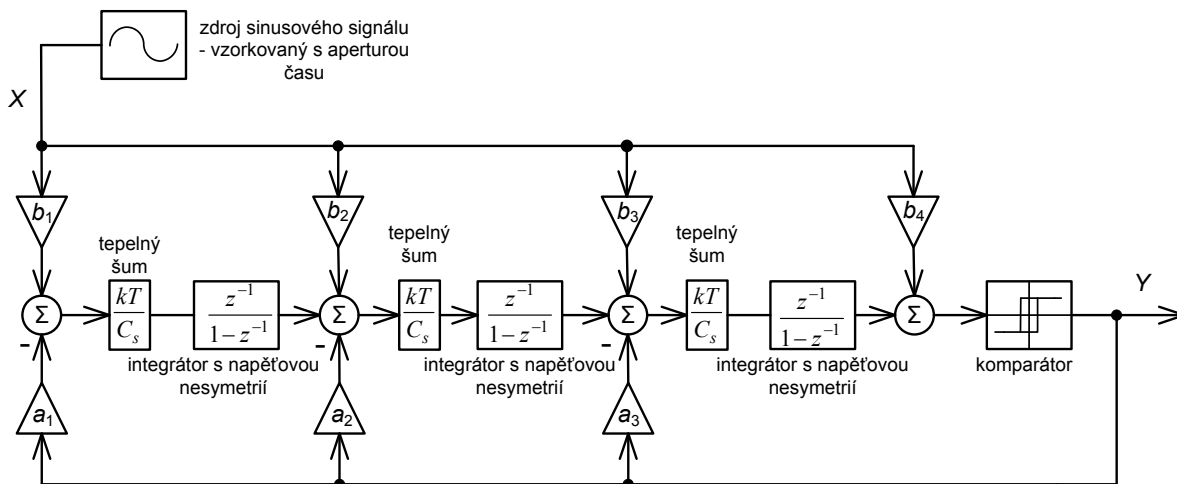 zdroj sinusového signálu
- vzorkovaný s aperturou
času
X
b1
b2
b3
b4
tepelný
šum
tepelný
šum
tepelný
šum
Σ
kT
Cs
z^-1
1 - z^-1
Σ
kT
Cs
z^-1
1 - z^-1
Σ
kT
Cs
z^-1
1 - z^-1
Σ
Y
-
-
-
integrátor s napěťovou
nesymetrií
integrátor s napěťovou
nesymetrií
integrátor s napěťovou
nesymetrií
komparátor
a1
a2
a3